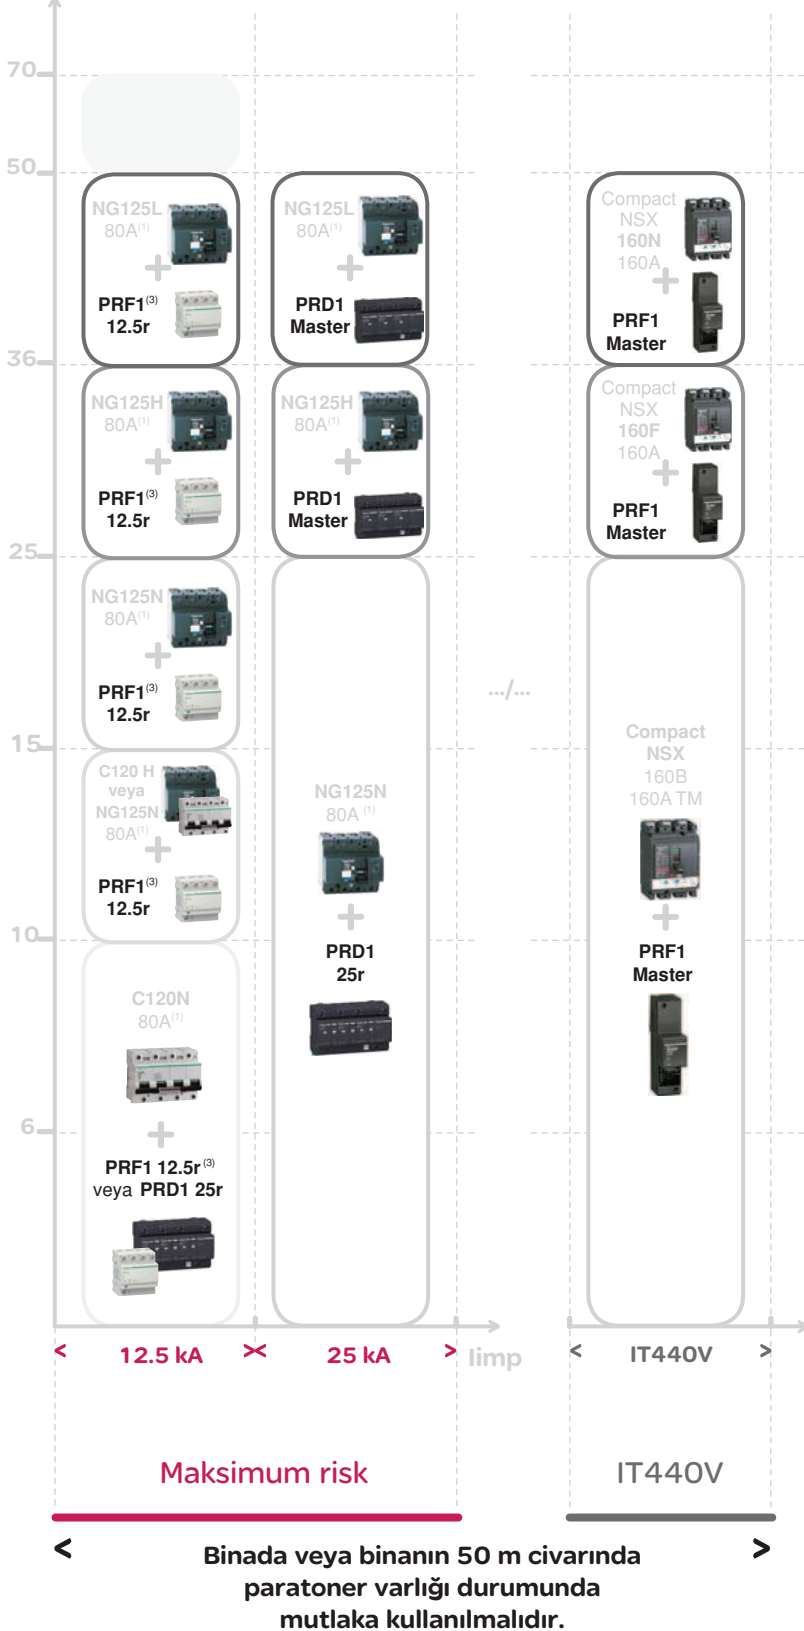 70
50
NG125L
80A(1)
PRF1(3)
12.5r
NG125L
80A(1)
PRD1
Master
Compact
NSX
160N
160A
PRF1
Master
36
NG125H
80A(1)
PRF1(3)
12.5r
NG125H
80A(1)
PRD1
Master
Compact
NSX
160F
160A
PRF1
Master
25
NG125N
80A(1)
PRF1(3)
12.5r
.../...
15
C120 H
veya
NG125N
80A(1)
PRF1(3)
12.5r
NG125N
80A (1)
PRD1
25r
Compact
NSX
160B
160A TM
PRF1
Master
10
C120N
80A(1)
PRF1 12.5r(3)
veya PRD1 25r
6
< 12.5 kA >< 25 kA > Iimp < IT440V >
Maksimum risk
IT440V
< Binada veya binanın 50 m civarında >
paratoner varlığı durumunda
mutlaka kullanılmalıdır.